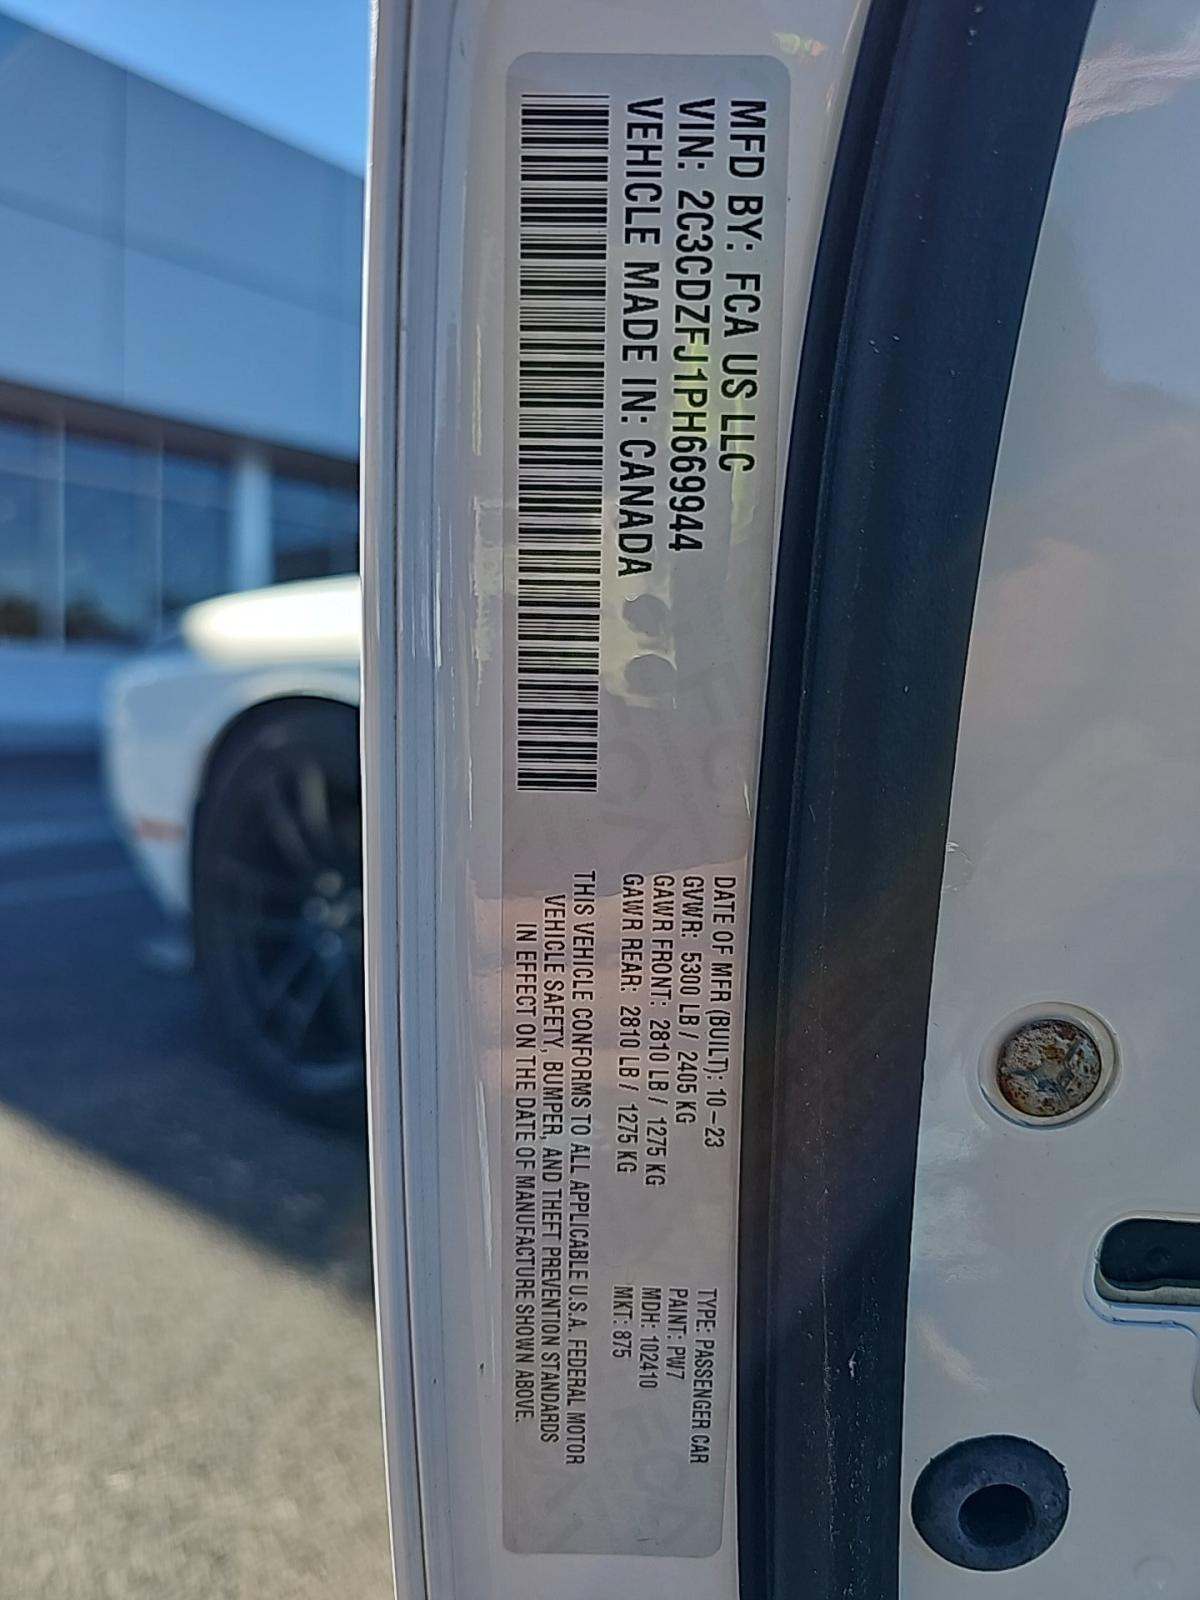 MFD BY: FCA US LLC
VIN: 2C3CDZFJ1PH669944
VEHICLE MADE IN: CANADA
DATE OF MFR (BUILT): 10-23
GVWR: 5300 LB / 2405 KG
GAWR FRONT: 2810 LB / 1275 KG
GAWR REAR: 2810 LB / 1275 KG
THIS VEHICLE CONFORMS TO ALL APPLICABLE U.S.A. FEDERAL MOTOR
VEHICLE SAFETY, BUMPER, AND THEFT PREVENTION STANDARDS
IN EFFECT ON THE DATE OF MANUFACTURE SHOWN ABOVE.
TYPE: PASSENGER CAR
PAINT: PW7
MDH: 102410
MKT: 875